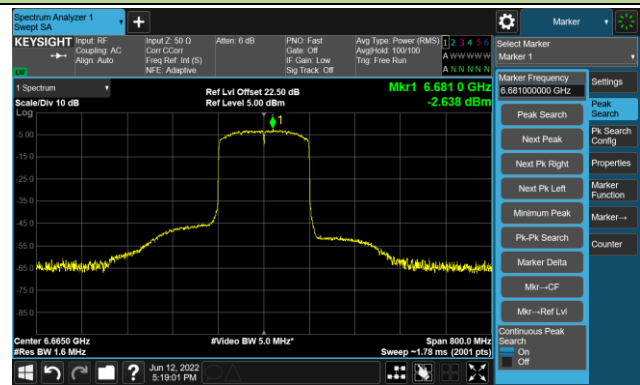 Spectrum Analyzer 1
Swept SA
Marker
KEYSIGHT
Input: RF
Coupling: AC
Align: Auto
Input Z: 50 Ω
Corr CCorr
Freq Ref: Int (S)
NFE: Adaptive
Atten: 6 dB
PNO: Fast
Gate: Off
IF Gain: Low
Sig Track: Off
Avg Type: Power (RMS)
Avg|Hold: 100/100
Trig: Free Run
1 2 3 4 5 6
A W W W W W
A N N N N N
Select Marker
Marker 1
1 Spectrum
Scale/Div 10 dB
Ref Lvl Offset 22.50 dB
Ref Level 5.00 dBm
Mkr1 6.681 0 GHz
-2.638 dBm
Log
1
-5.00
-15.0
-25.0
-35.0
-45.0
-55.0
-65.0
-75.0
-85.0
Center 6.6650 GHz
#Res BW 1.6 MHz
#Video BW 5.0 MHz*
Span 800.0 MHz
Sweep ~1.78 ms (2001 pts)
Marker Frequency
6.681000000 GHz
Peak Search
Next Peak
Next Pk Right
Next Pk Left
Minimum Peak
Pk-Pk Search
Marker Delta
Mkr→CF
Mkr→Ref Lvl
Continuous Peak
Search
On
Off
Settings
Peak
Search
Pk Search
Config
Properties
Marker
Function
Marker→
Counter
?
Jun 12, 2022
5:19:01 PM